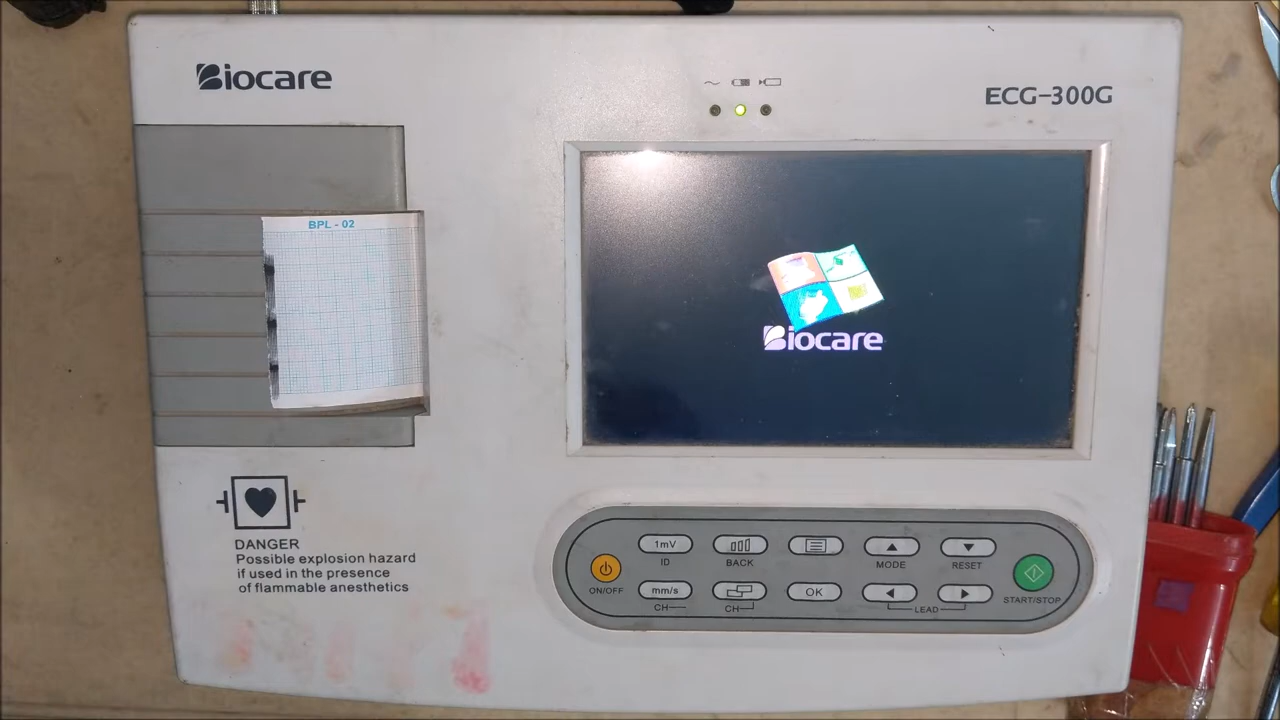 Biocare
ECG-300G
BPL - 02
Biocare
DANGER
Possible explosion hazard
if used in the presence
of flammable anesthetics
1mV
ID
BACK
MODE
RESET
ON/OFF
mm/s
CH
CH
OK
LEAD
START/STOP